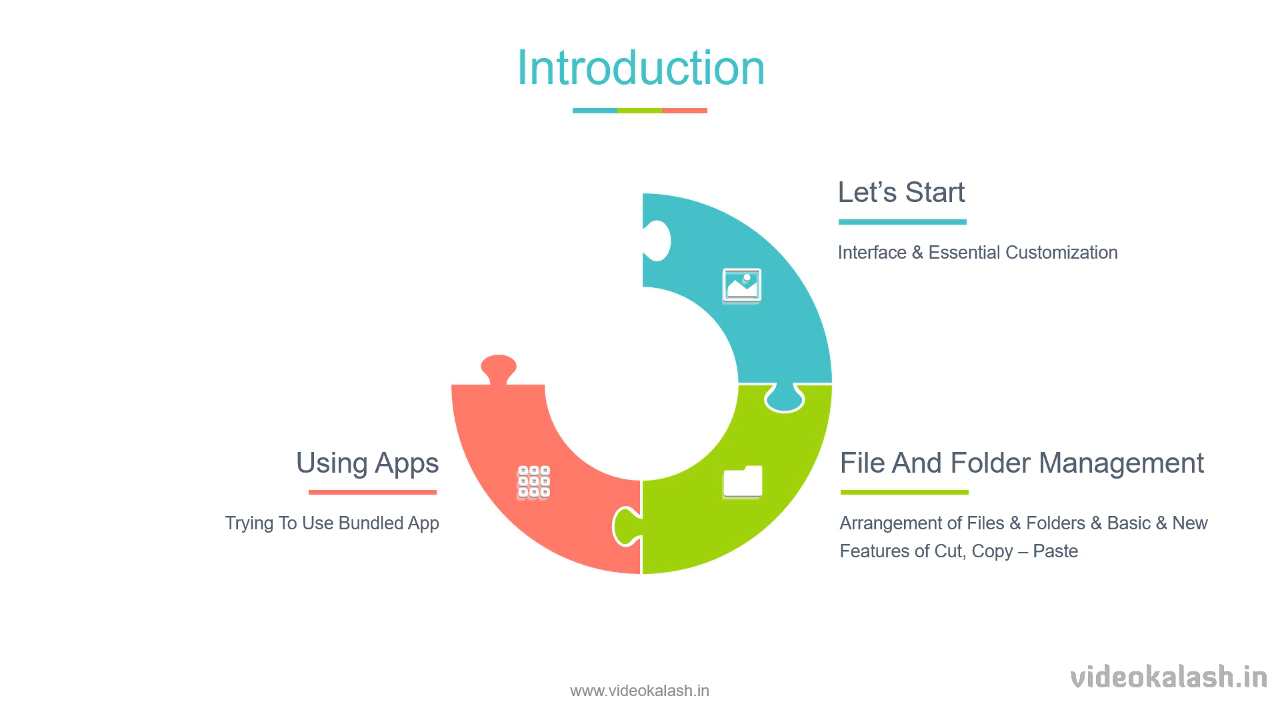 Introduction
Let’s Start
Interface & Essential Customization
Using Apps
Trying To Use Bundled App
File And Folder Management
Arrangement of Files & Folders & Basic & New
Features of Cut, Copy – Paste
www.videokalash.in
videokalash.in